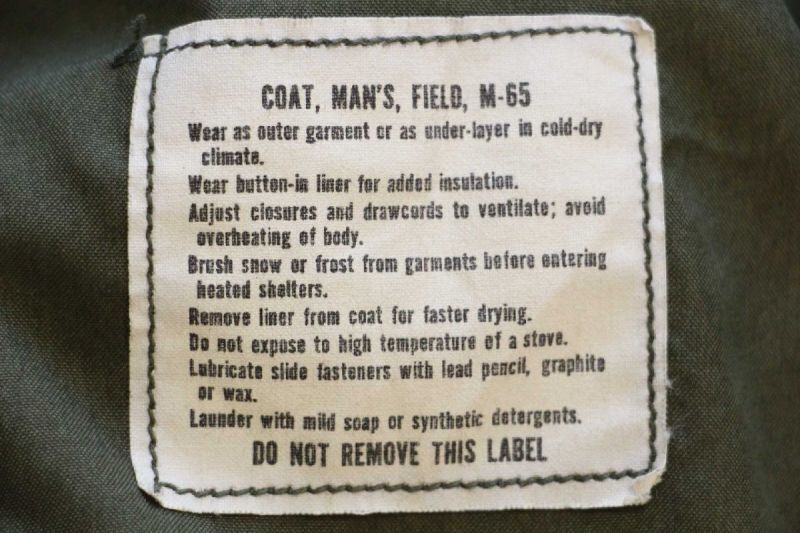 COAT, MAN'S, FIELD, M-65
Wear as outer garment or as under-layer in cold-dry
climate.
Wear button-in liner for added insulation.
Adjust closures and drawcords to ventilate; avoid
overheating of body.
Brush snow or frost from garments before entering
heated shelters.
Remove liner from coat for faster drying.
Do not expose to high temperature of a stove.
Lubricate slide fasteners with lead pencil, graphite
or wax.
Launder with mild soap or synthetic detergents.
DO NOT REMOVE THIS LABEL